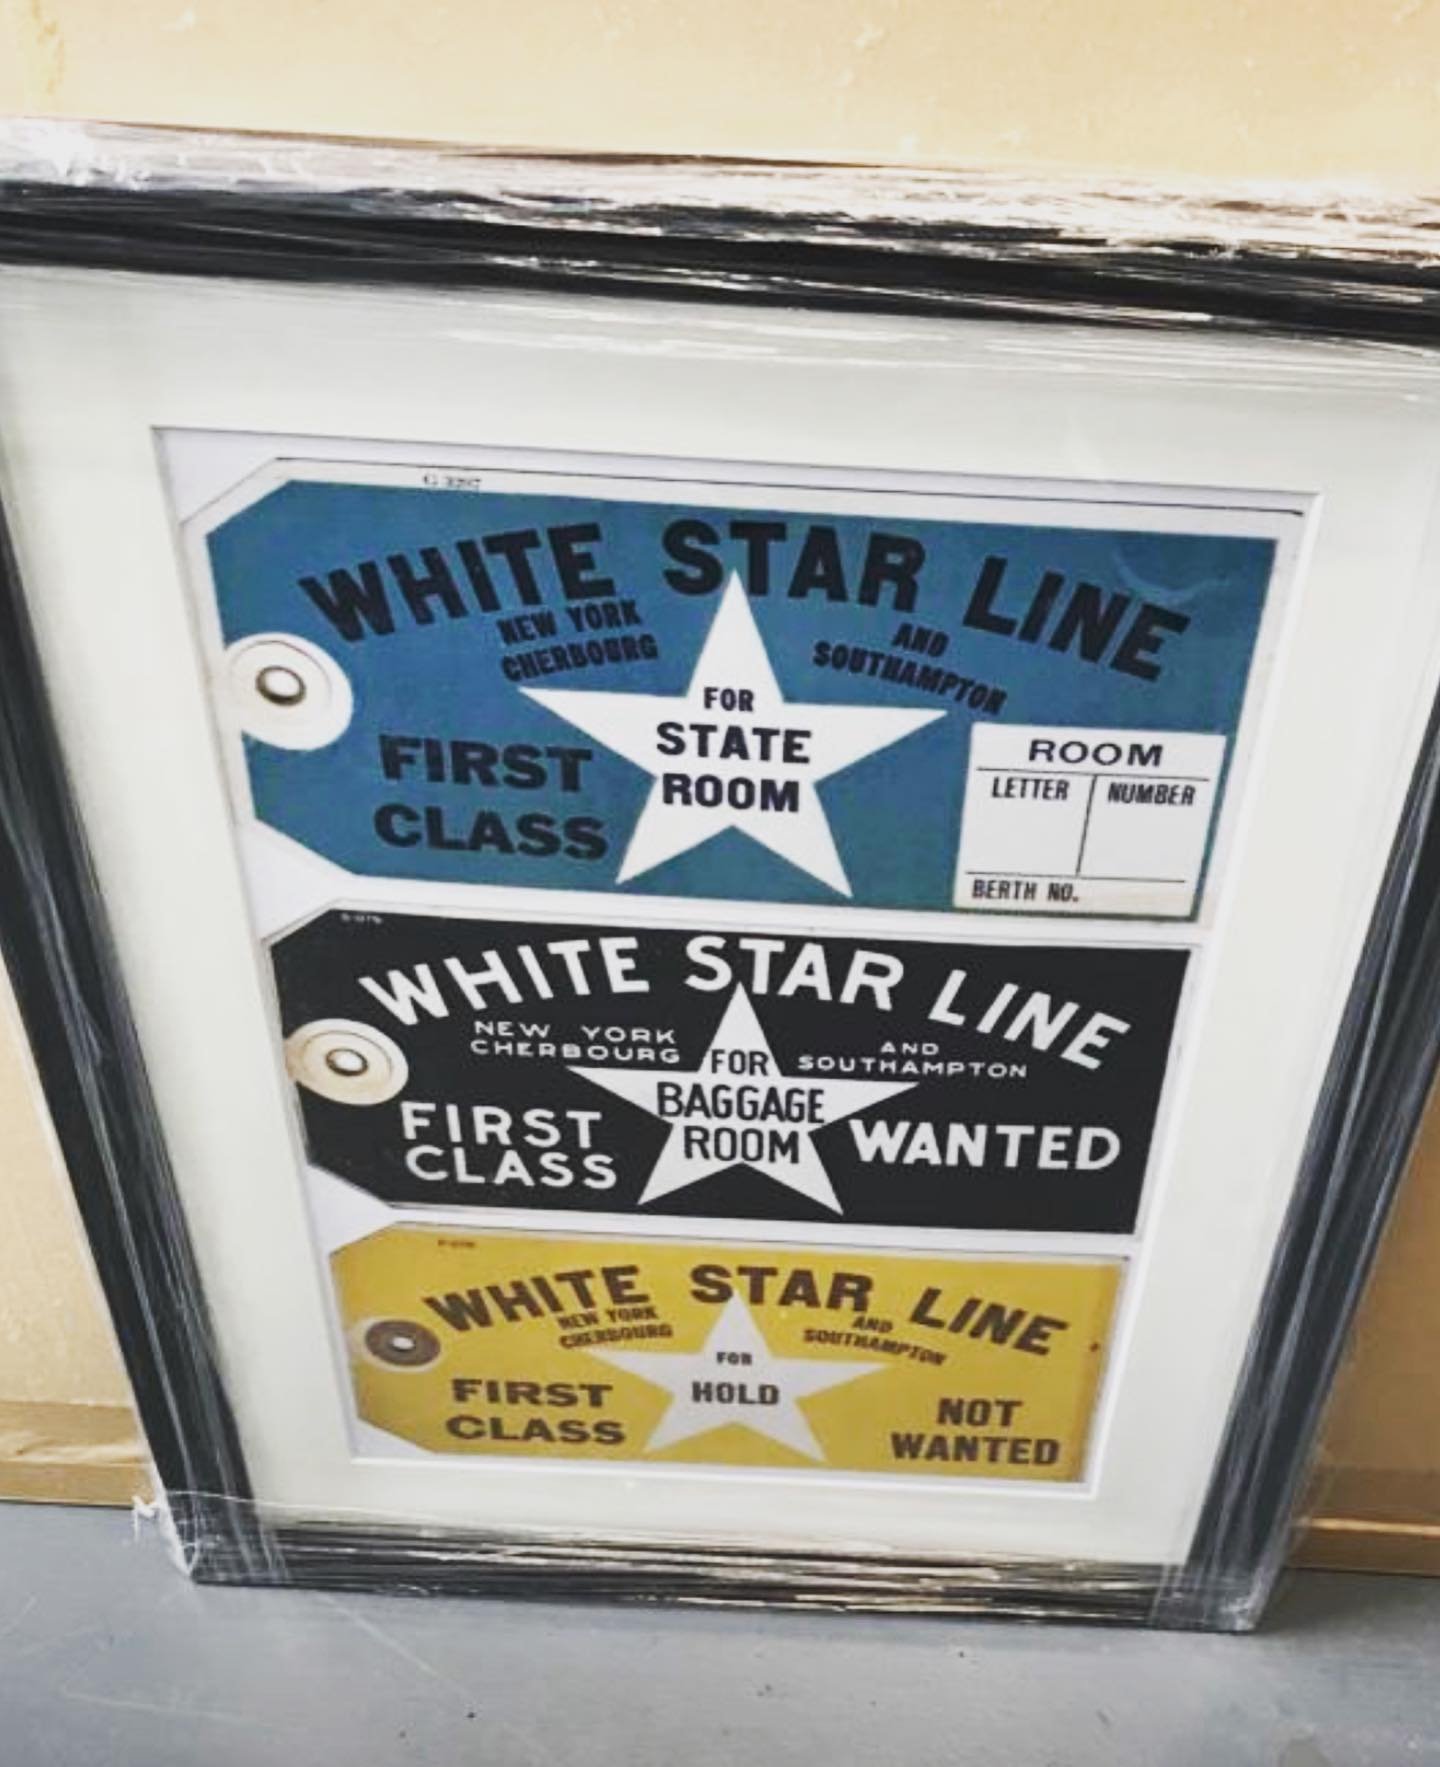 WHITE STAR LINE
NEW YORK
CHERBOURG
AND
SOUTHAMPTON
FOR
STATE
ROOM
FIRST
CLASS
ROOM
LETTER NUMBER
BERTH NO.
WHITE STAR LINE
NEW YORK
CHERBOURG
AND
SOUTHAMPTON
FOR
BAGGAGE
ROOM
FIRST
CLASS
WANTED
WHITE STAR LINE
NEW YORK
CHERBOURG
AND
SOUTHAMPTON
FOR
HOLD
FIRST
CLASS
NOT
WANTED